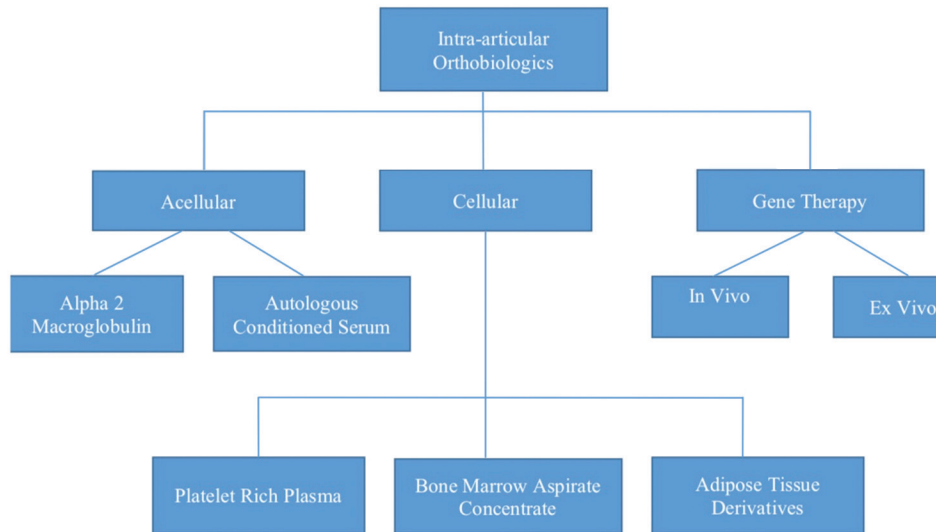 Intra-articular
Orthobiologics
Acellular
Cellular
Gene Therapy
Alpha 2
Macroglobulin
Autologous
Conditioned Serum
In Vivo
Ex Vivo
Platelet Rich Plasma
Bone Marrow Aspirate
Concentrate
Adipose Tissue
Derivatives